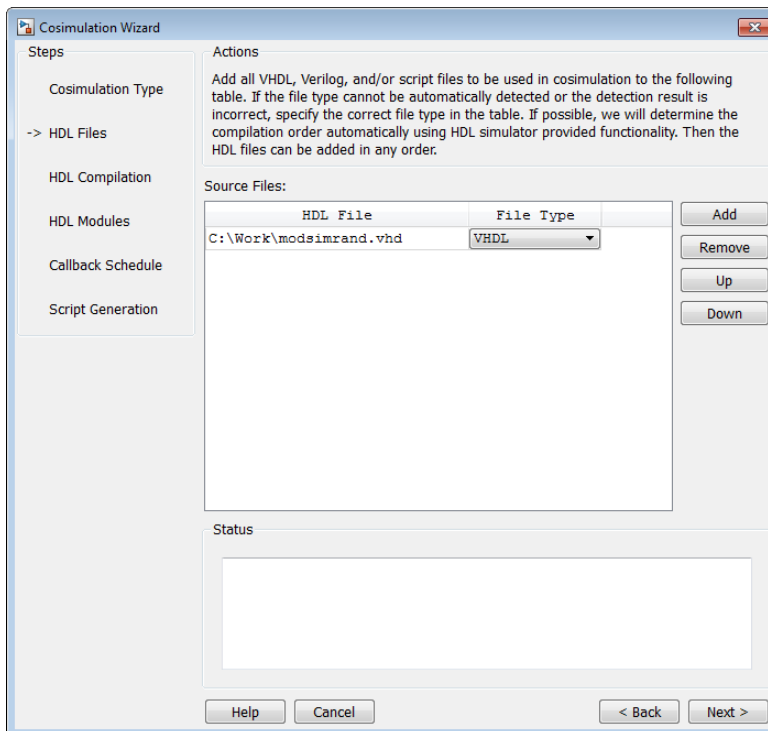 Cosimulation Wizard
Steps
Cosimulation Type
-> HDL Files
HDL Compilation
HDL Modules
Callback Schedule
Script Generation
Actions
Add all VHDL, Verilog, and/or script files to be used in cosimulation to the following
table. If the file type cannot be automatically detected or the detection result is
incorrect, specify the correct file type in the table. If possible, we will determine the
compilation order automatically using HDL simulator provided functionality. Then the
HDL files can be added in any order.
Source Files:
HDL File File Type
C:\Work\modsimrand.vhd VHDL
Add
Remove
Up
Down
Status
Help Cancel < Back Next >